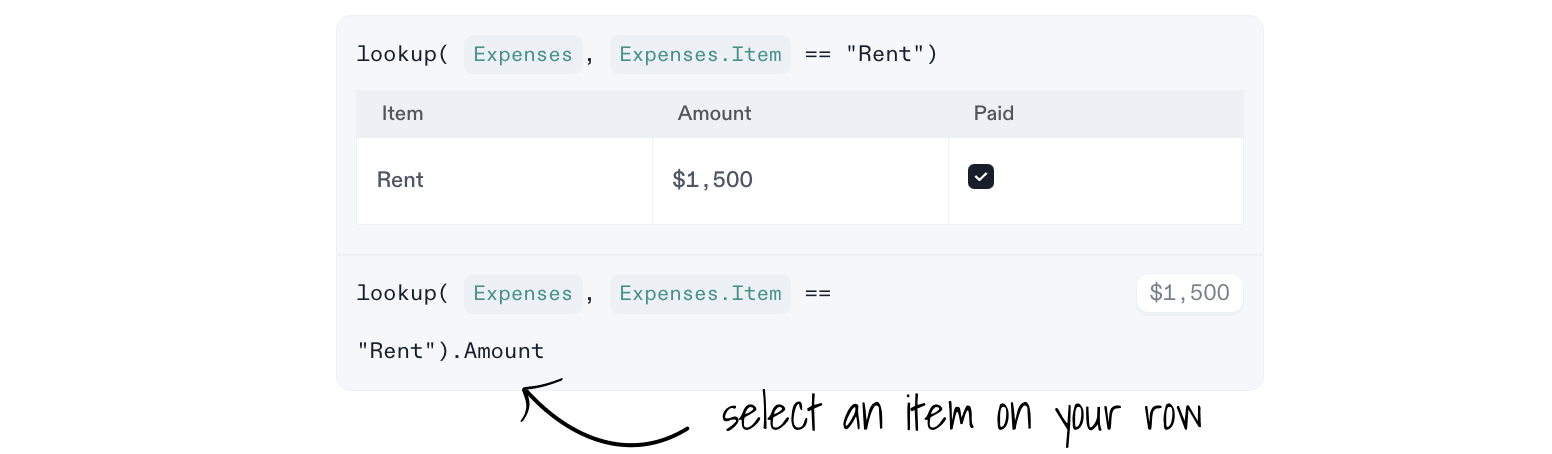 lookup( Expenses, Expenses.Item == "Rent")
Item Amount Paid
Rent $1,500
lookup( Expenses, Expenses.Item == $1,500
"Rent").Amount
select an item on your row